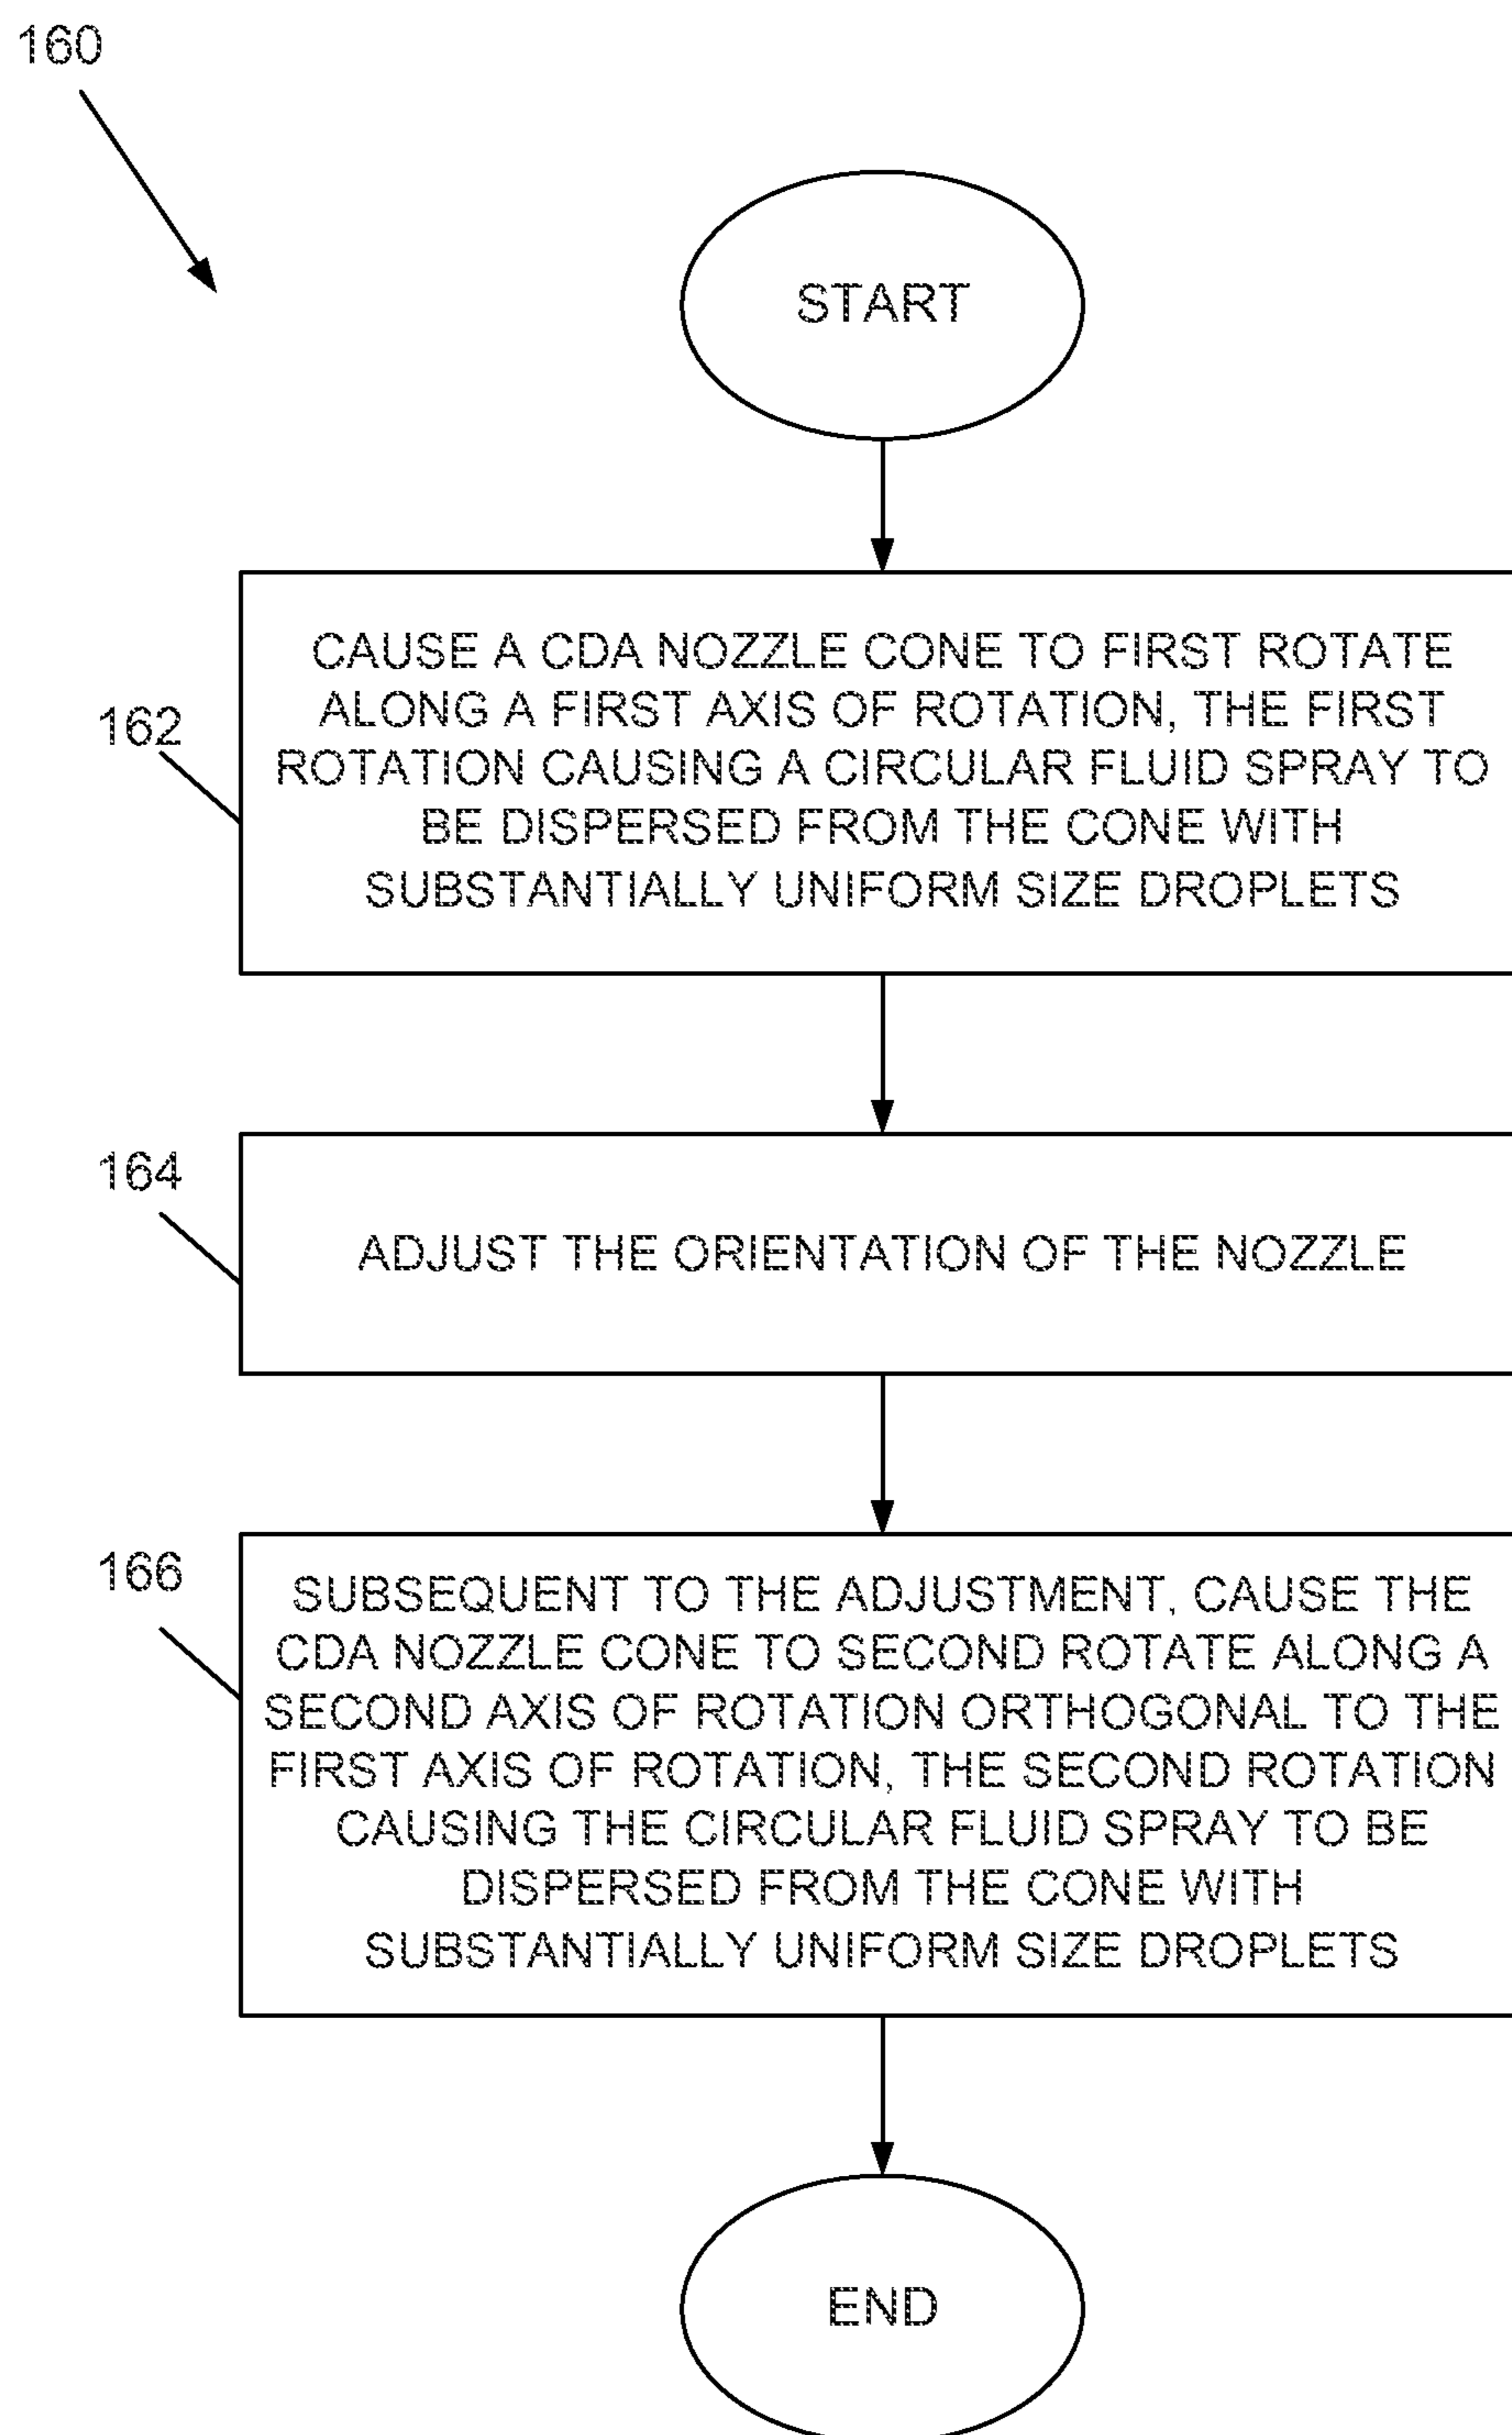 160
START
162
CAUSE A CDA NOZZLE CONE TO FIRST ROTATE
ALONG A FIRST AXIS OF ROTATION, THE FIRST
ROTATION CAUSING A CIRCULAR FLUID SPRAY TO
BE DISPERSED FROM THE CONE WITH
SUBSTANTIALLY UNIFORM SIZE DROPLETS
164
ADJUST THE ORIENTATION OF THE NOZZLE
166
SUBSEQUENT TO THE ADJUSTMENT, CAUSE THE
CDA NOZZLE CONE TO SECOND ROTATE ALONG A
SECOND AXIS OF ROTATION ORTHOGONAL TO THE
FIRST AXIS OF ROTATION, THE SECOND ROTATION
CAUSING THE CIRCULAR FLUID SPRAY TO BE
DISPERSED FROM THE CONE WITH
SUBSTANTIALLY UNIFORM SIZE DROPLETS
END